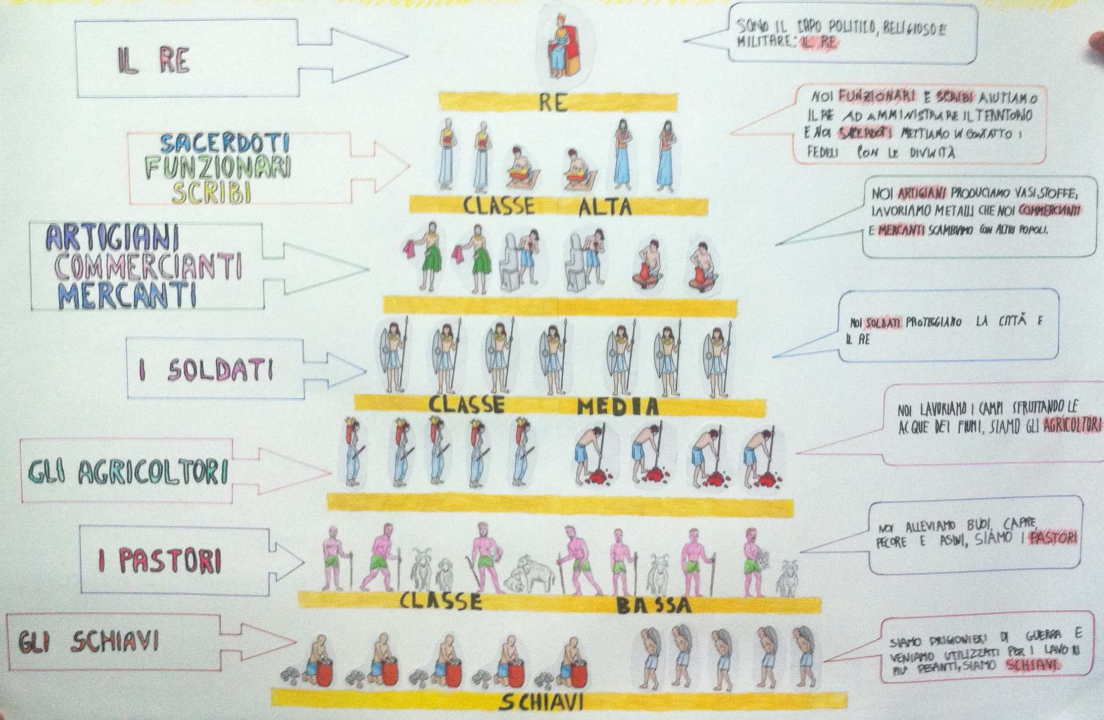 IL RE
SONO IL CAPO POLITICO, RELIGIOSO E
MILITARE: IL RE
RE
SACERDOTI
FUNZIONARI
SCRIBI
NOI FUNZIONARI E SCRIBI AIUTIAMO
IL RE AD AMMINISTRARE IL TERRITORIO
E NOI SACERDOTI METTIAMO IN CONTATTO I
FEDELI CON LE DIVINITÀ
CLASSE ALTA
ARTIGIANI
COMMERCIANTI
MERCANTI
NOI ARTIGIANI PRODUCIAMO VASI, STOFFE,
LAVORIAMO METALLI CHE NOI COMMERCIANTI
E MERCANTI SCAMBIAMO CON ALTRI POPOLI.
I SOLDATI
NOI SOLDATI PROTEGGIAMO LA CITTÀ E
IL RE
CLASSE MEDIA
GLI AGRICOLTORI
NOI LAVORIAMO I CAMPI SFRUTTANDO LE
ACQUE DEI FIUMI, SIAMO GLI AGRICOLTORI
I PASTORI
NOI ALLEVIAMO BUOI, CAPRE,
PECORE E ASINI, SIAMO I PASTORI
CLASSE BASSA
GLI SCHIAVI
SIAMO PRIGIONIERI DI GUERRA E
VENIAMO UTILIZZATI PER I LAVORI
PIÙ PESANTI, SIAMO SCHIAVI.
SCHIAVI